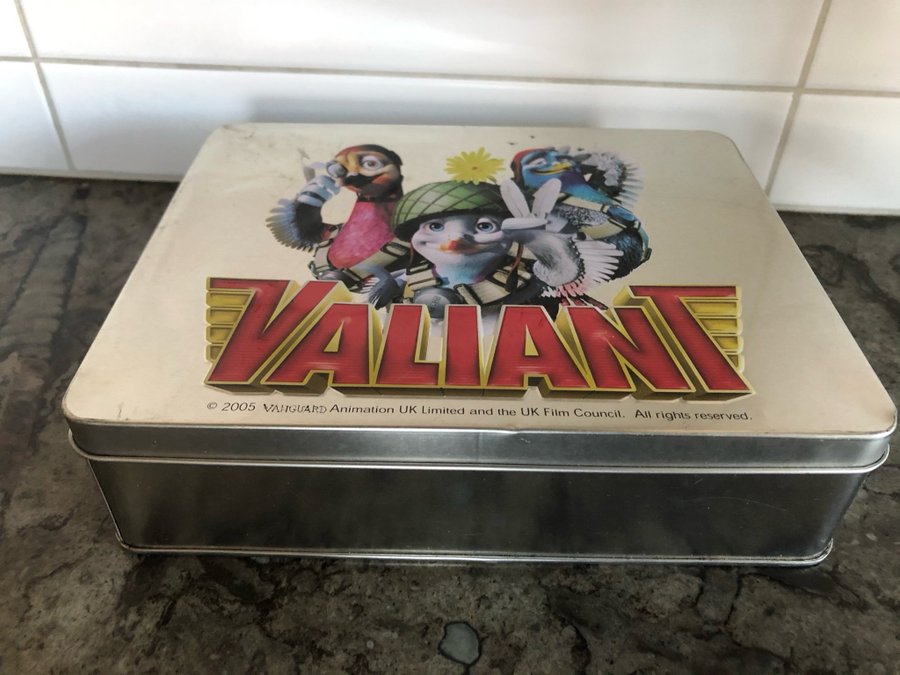 VALIANT
© 2005 VANGUARD Animation UK Limited and the UK Film Council. All rights reserved.